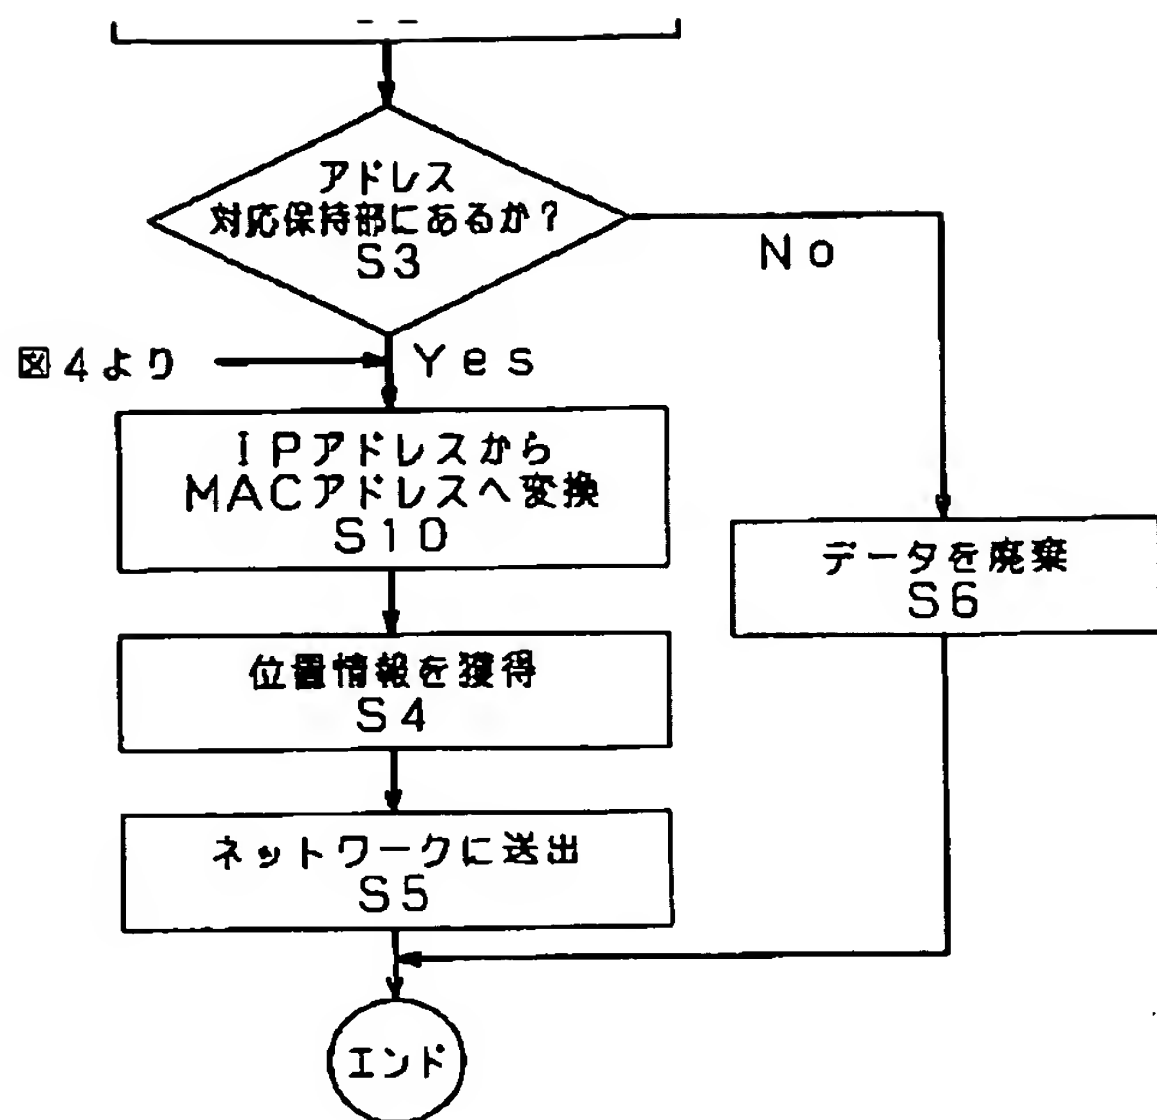 アドレス
対応保持部にあるか?
S3
No
図4より
Yes
IPアドレスから
MACアドレスへ変換
S10
データを廃棄
S6
位置情報を獲得
S4
ネットワークに送出
S5
エンド